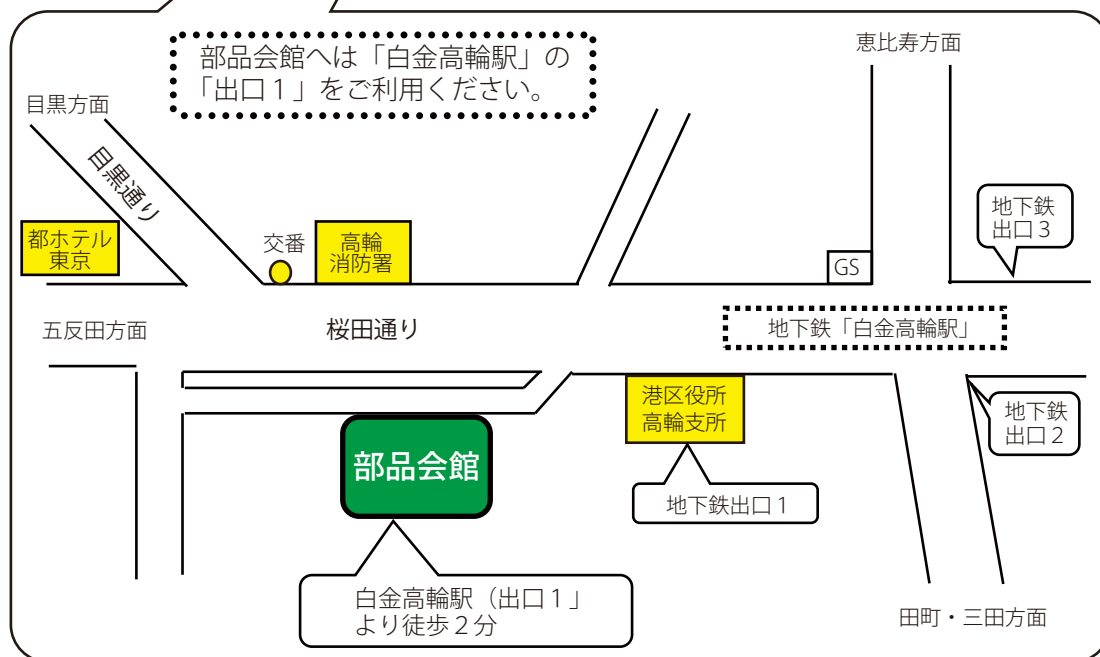 部品会館へは「白金高輪駅」の
「出口１」をご利用ください。
恵比寿方面
目黒方面
目黒通り
都ホテル
東京
交番
高輪
消防署
GS
地下鉄
出口３
五反田方面
桜田通り
地下鉄「白金高輪駅」
港区役所
高輪支所
地下鉄
出口２
部品会館
地下鉄出口１
白金高輪駅（出口１」
より徒歩２分
田町・三田方面